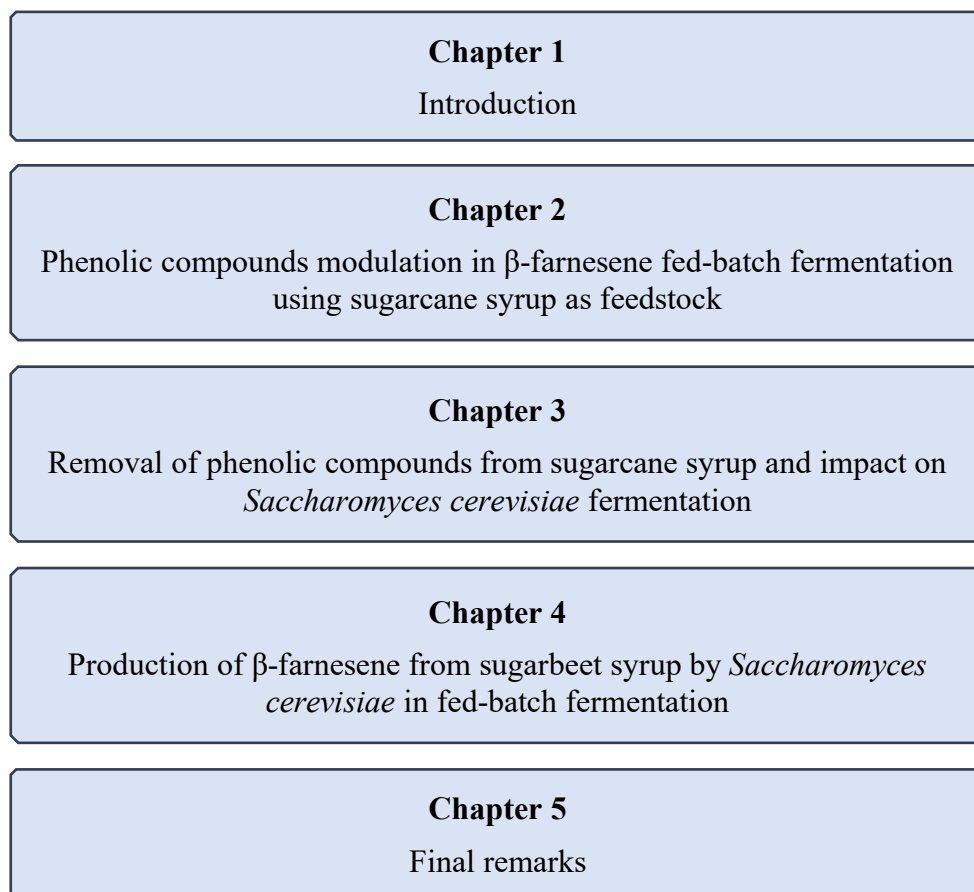 Chapter 1
Introduction
Chapter 2
Phenolic compounds modulation in β-farnesene fed-batch fermentation
using sugarcane syrup as feedstock
Chapter 3
Removal of phenolic compounds from sugarcane syrup and impact on
Saccharomyces cerevisiae fermentation
Chapter 4
Production of β-farnesene from sugarbeet syrup by Saccharomyces
cerevisiae in fed-batch fermentation
Chapter 5
Final remarks